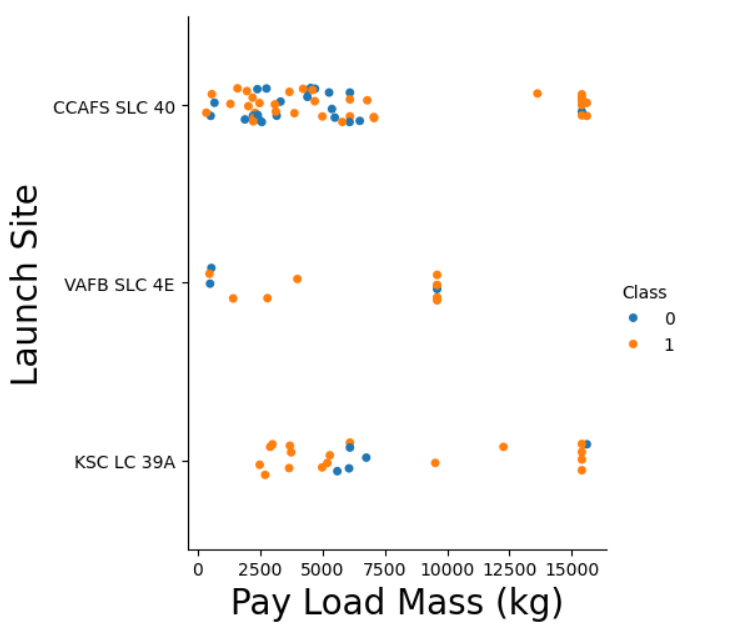 Launch Site
CCAFS SLC 40
VAFB SLC 4E
KSC LC 39A
0 2500 5000 7500 10000 12500 15000
Pay Load Mass (kg)
Class
0
1